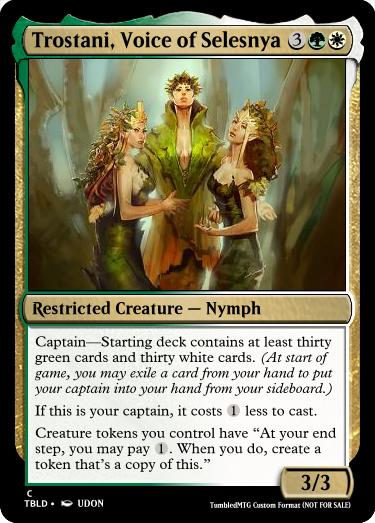 Trostani, Voice of Selesnya 3
Restricted Creature — Nymph
Captain—Starting deck contains at least thirty
green cards and thirty white cards. (At start of
game, you may exile a card from your hand to put
your captain into your hand from your sideboard.)
If this is your captain, it costs 1 less to cast.
Creature tokens you control have “At your end
step, you may pay 1. When you do, create a
token that's a copy of this.”
3/3
C
TBLD • UDON
TumbledMTG Custom Format (NOT FOR SALE)